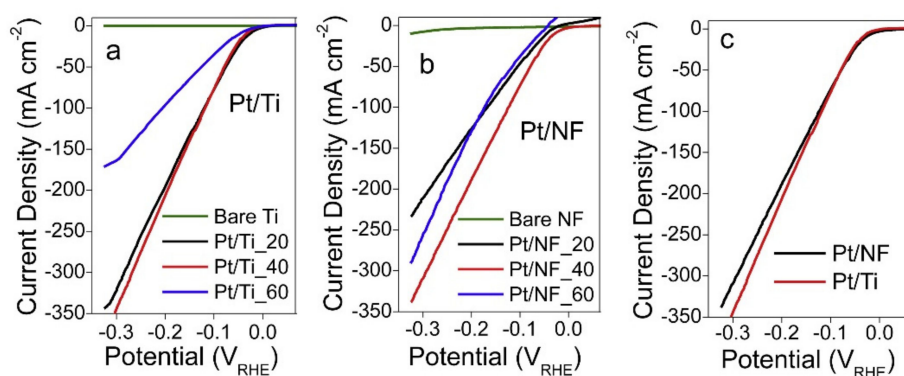 a
Pt/Ti
Bare Ti
Pt/Ti_20
Pt/Ti_40
Pt/Ti_60
0
-50
-100
-150
-200
-250
-300
-350
Current Density (mA cm-2)
-0.3 -0.2 -0.1 0.0
Potential (VRHE)
b
Pt/NF
Bare NF
Pt/NF_20
Pt/NF_40
Pt/NF_60
0
-50
-100
-150
-200
-250
-300
-350
Current Density (mA cm-2)
-0.3 -0.2 -0.1 0.0
Potential (VRHE)
c
Pt/NF
Pt/Ti
0
-50
-100
-150
-200
-250
-300
-350
Current Density (mA cm-2)
-0.3 -0.2 -0.1 0.0
Potential (VRHE)